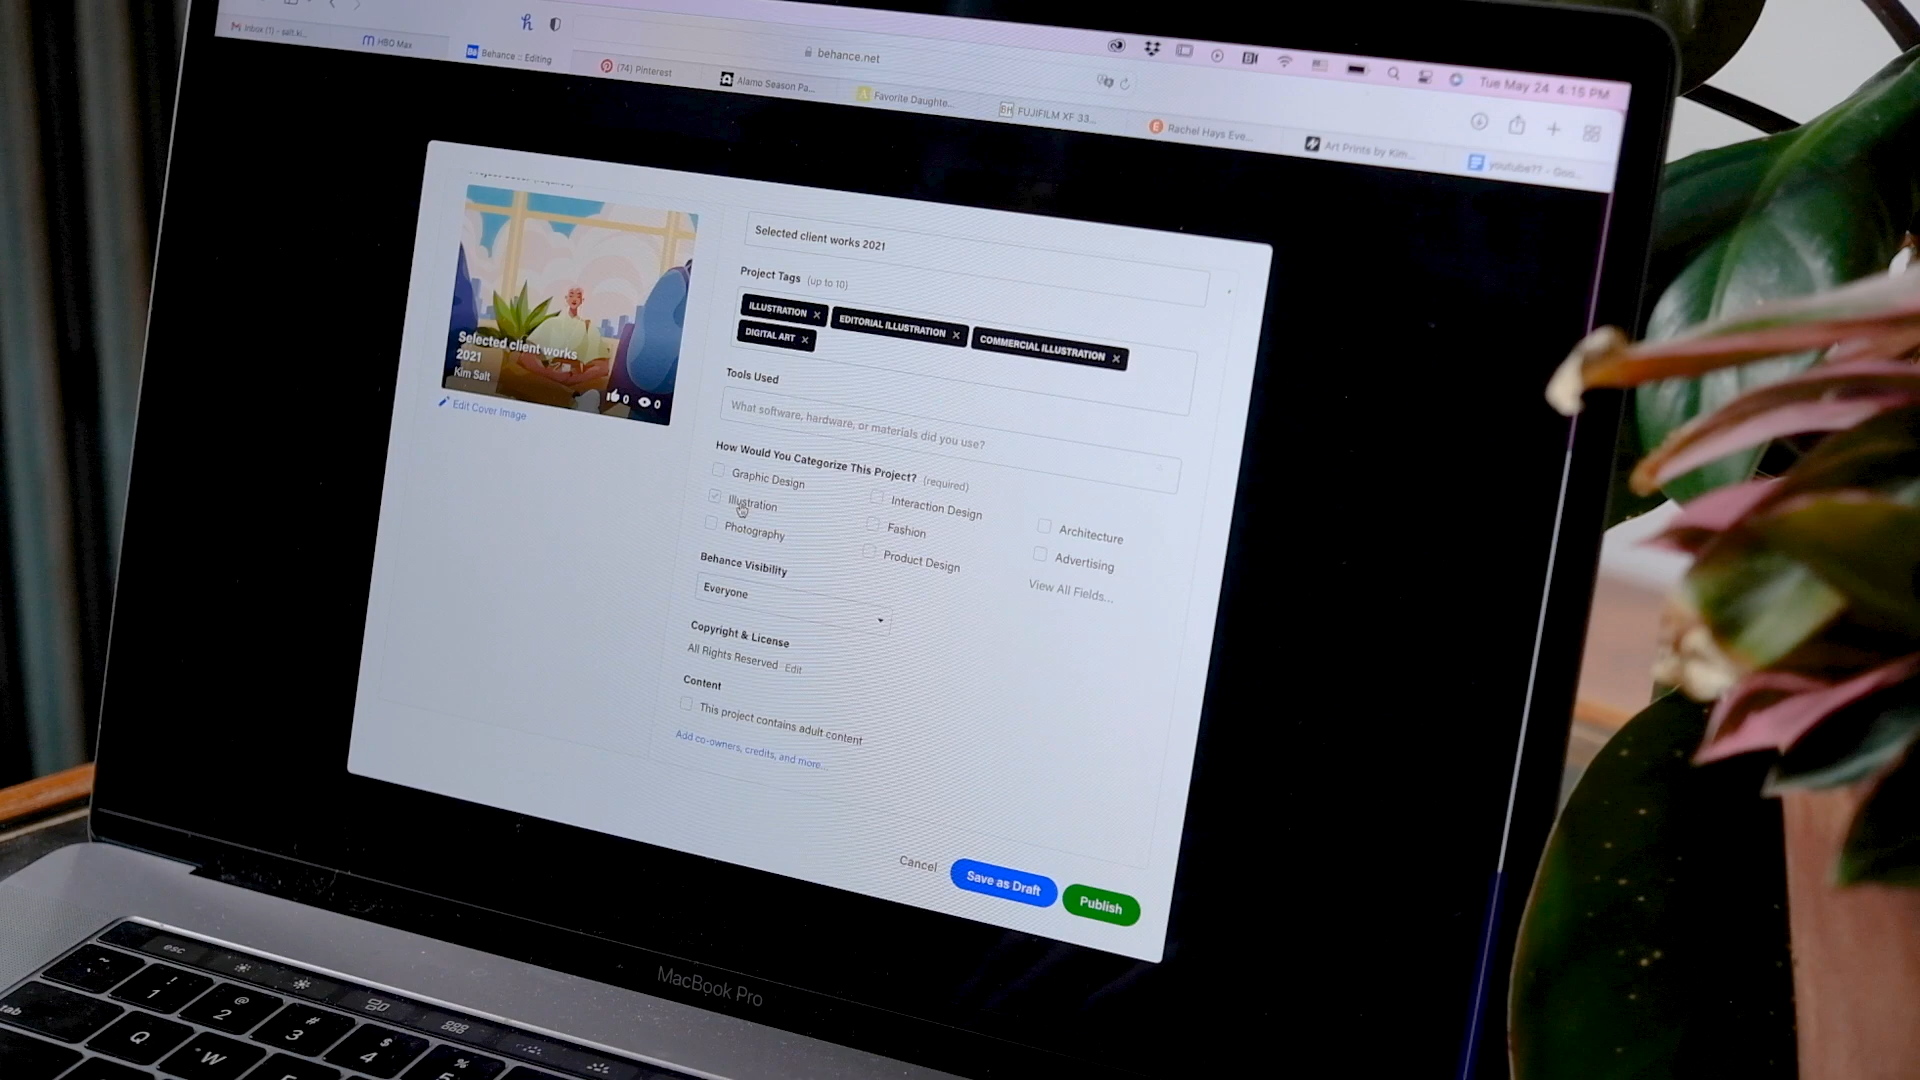 Tue May 24 4:15 PM
behance.net
Inbox (1) - salt.ki...
HBO Max
Bē Behance :: Editing
(74) Pinterest
Alamo Season Pa...
Favorite Daughte...
BH FUJIFILM XF 33...
E Rachel Hays Eve...
Art Prints by Kim...
youtube?? - Goo...
Selected client works 2021
Project Tags (up to 10)
ILLUSTRATION ×
EDITORIAL ILLUSTRATION ×
COMMERCIAL ILLUSTRATION ×
DIGITAL ART ×
Selected client works
2021
Kim Salt
0 0
Edit Cover Image
Tools Used
What software, hardware, or materials did you use?
How Would You Categorize This Project? (required)
Graphic Design
Illustration
Photography
Interaction Design
Fashion
Product Design
Architecture
Advertising
View All Fields...
Behance Visibility
Everyone
Copyright & License
All Rights Reserved Edit
Content
This project contains adult content
Add co-owners, credits, and more...
Cancel
Save as Draft
Publish
MacBook Pro
esc
~ ! 1 @ 2 # 3 $ 4 % 5
tab Q W